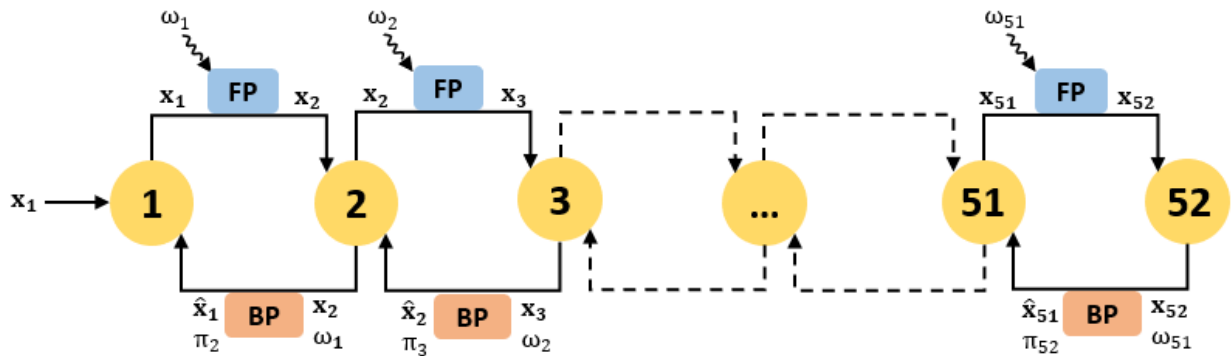 ω₁ ω₂ ω₅₁
FP FP FP
x₁ x₂ x₂ x₃ x₅₁ x₅₂
x₁ 1 2 3 ... 51 52
x̂₁ BP x₂ x̂₂ BP x₃ x̂₅₁ BP x₅₂
π₂ ω₁ π₃ ω₂ π₅₂ ω₅₁